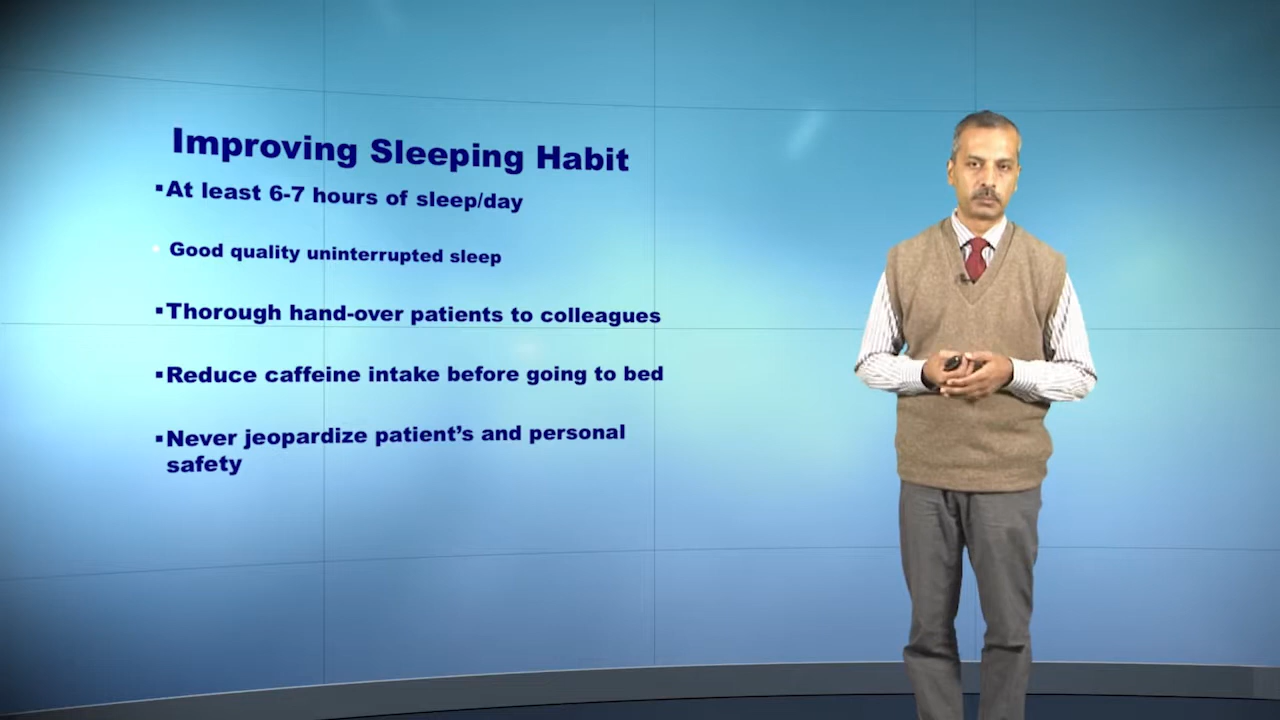 Improving Sleeping Habit
▪At least 6-7 hours of sleep/day
• Good quality uninterrupted sleep
▪Thorough hand-over patients to colleagues
▪Reduce caffeine intake before going to bed
▪Never jeopardize patient's and personal
safety